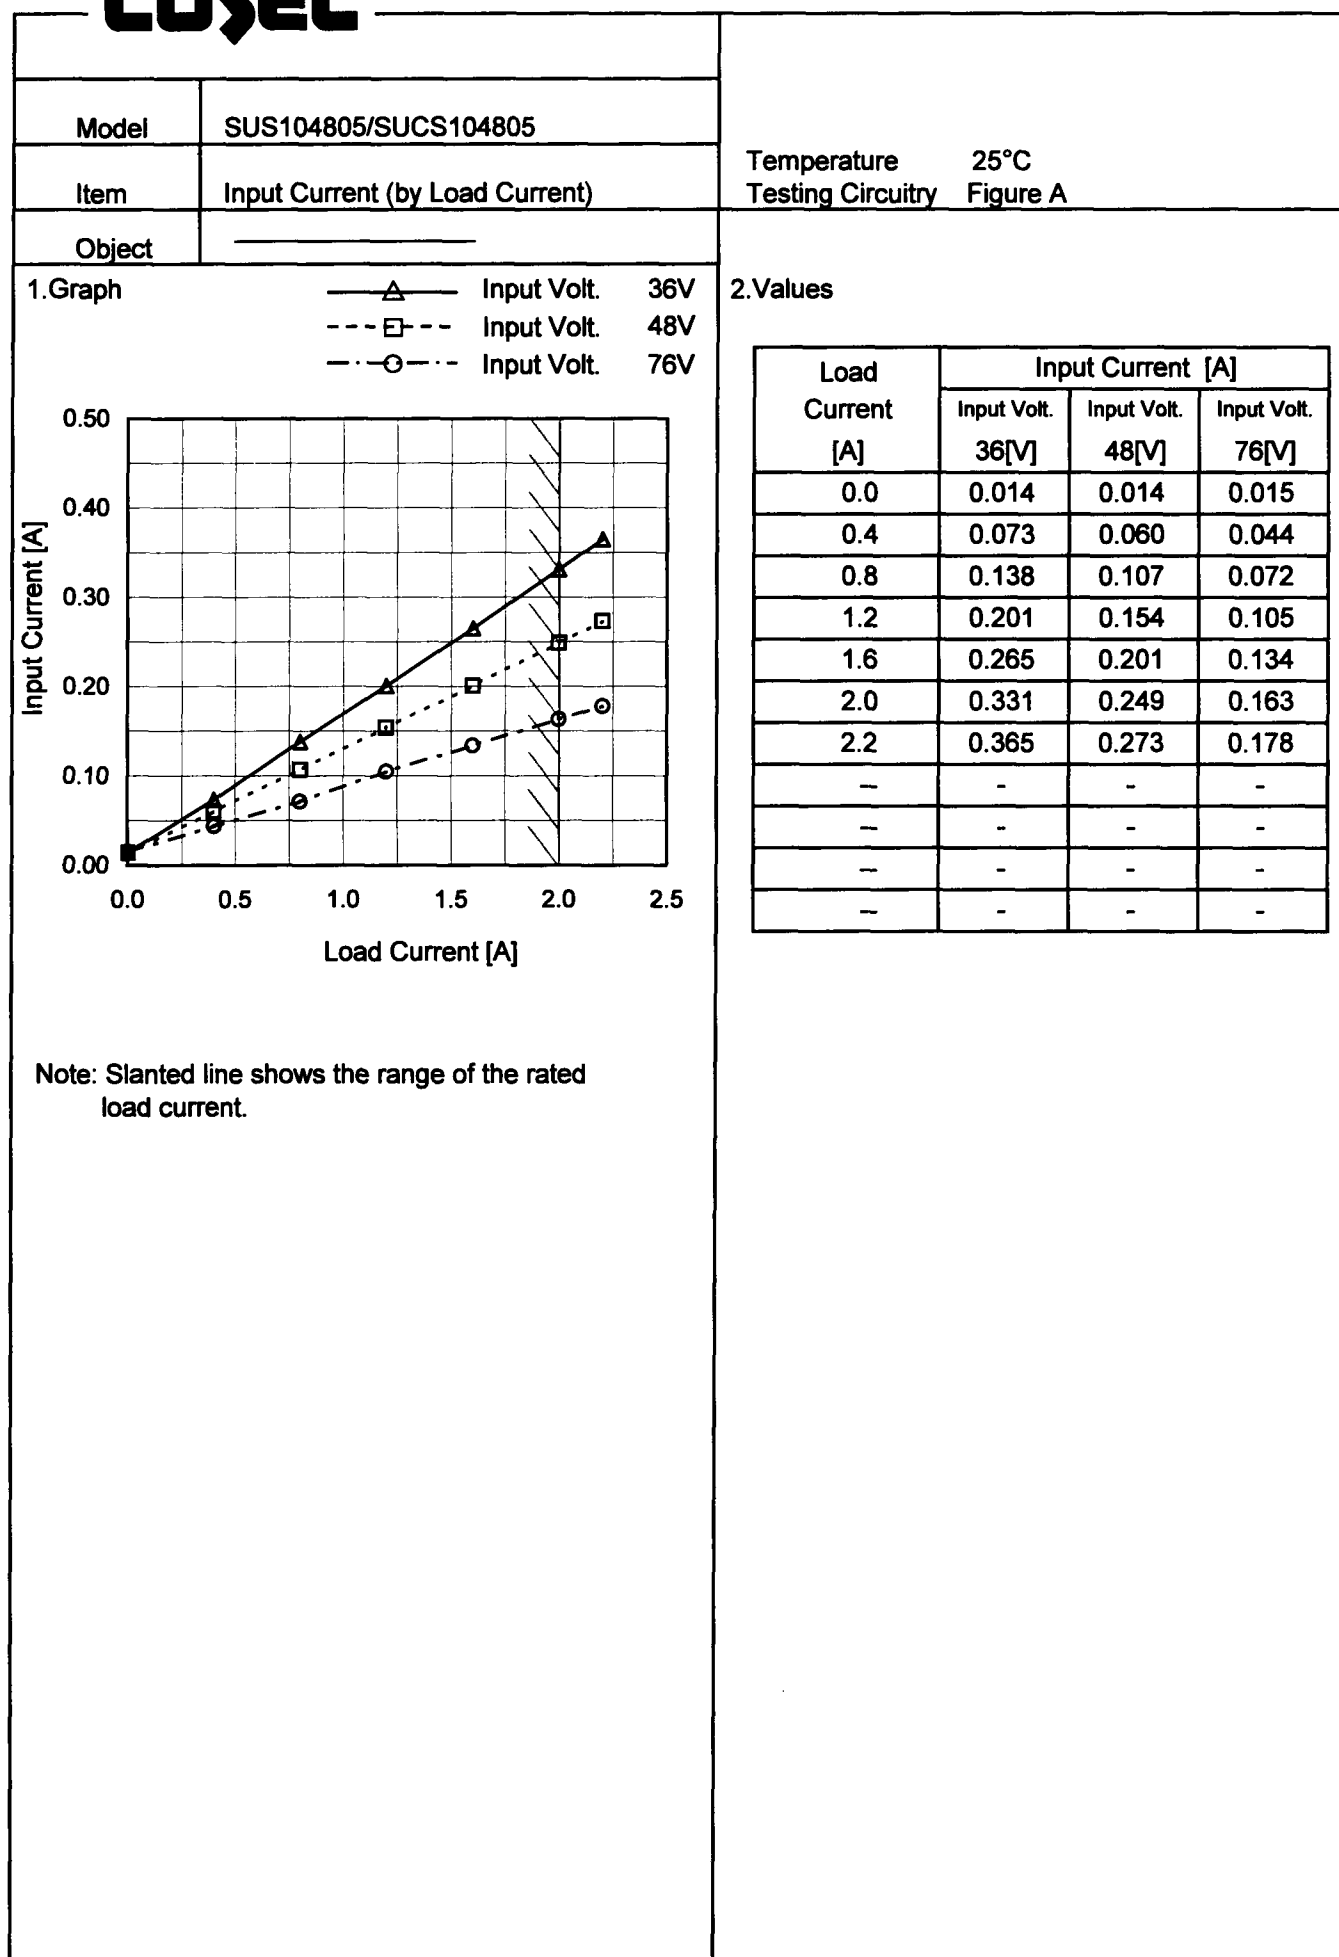 COSEL
Model SUS104805/SUCS104805
Item Input Current (by Load Current)
Object
Temperature 25°C
Testing Circuitry Figure A
1.Graph
Input Volt. 36V
Input Volt. 48V
Input Volt. 76V
0.50
0.40
0.30
0.20
0.10
0.00
Input Current [A]
0.0 0.5 1.0 1.5 2.0 2.5
Load Current [A]
Note: Slanted line shows the range of the rated
load current.
2.Values
Load Input Current [A]
Current Input Volt. Input Volt. Input Volt.
[A] 36[V] 48[V] 76[V]
0.0 0.014 0.014 0.015
0.4 0.073 0.060 0.044
0.8 0.138 0.107 0.072
1.2 0.201 0.154 0.105
1.6 0.265 0.201 0.134
2.0 0.331 0.249 0.163
2.2 0.365 0.273 0.178
-- - - -
-- - - -
-- - - -
-- - - -